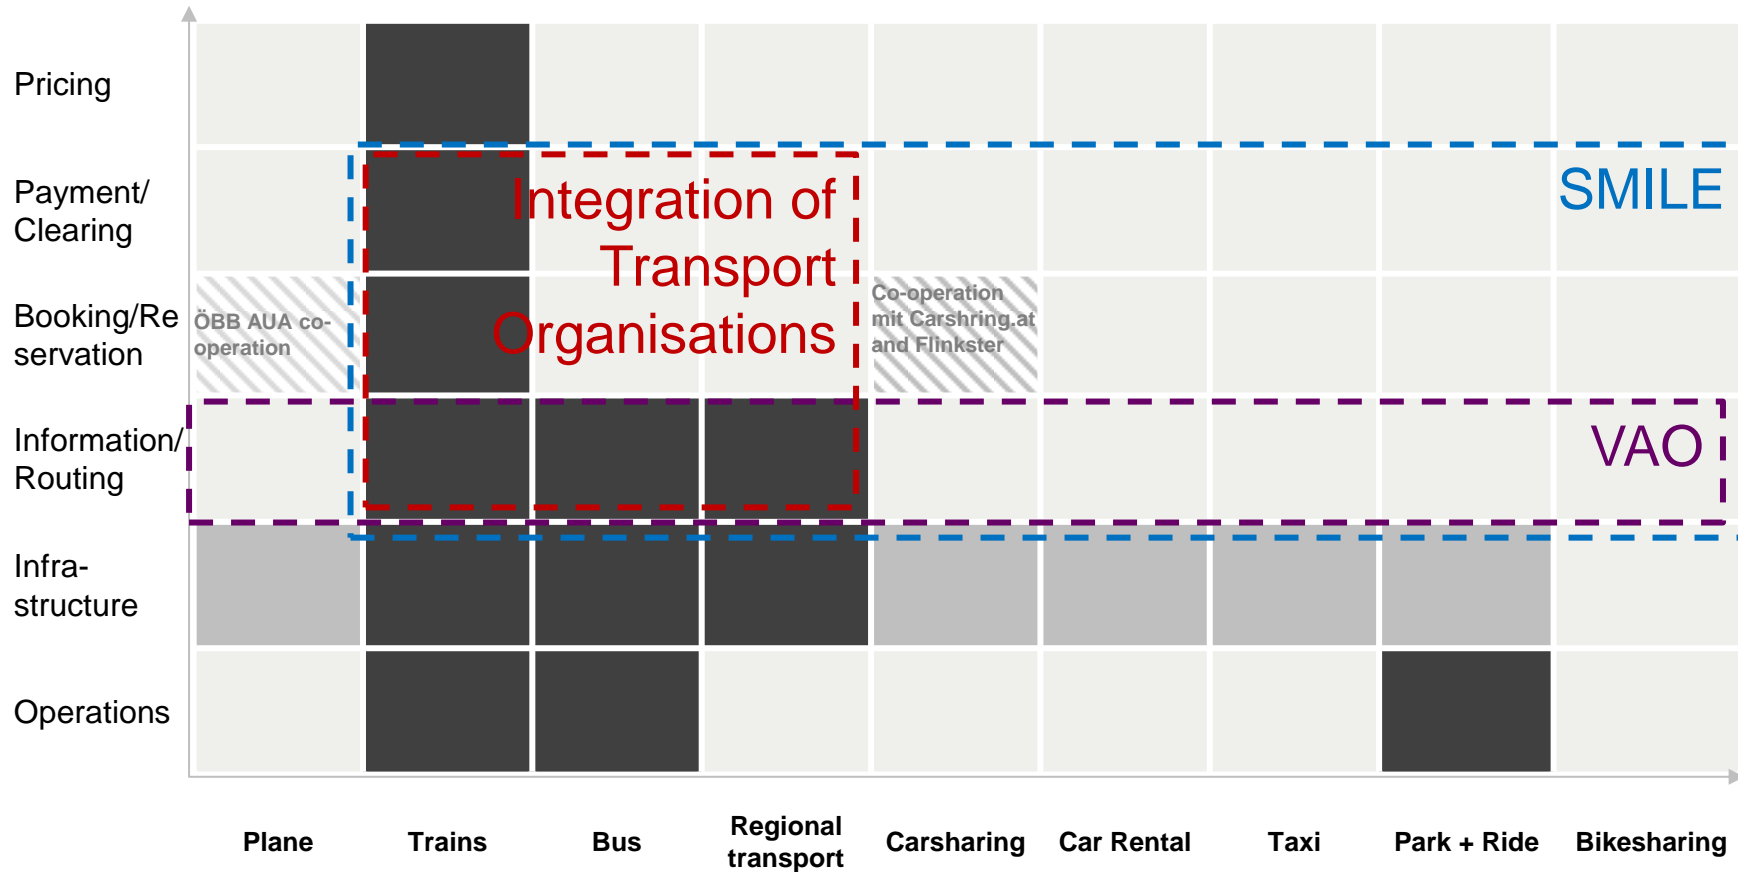 Pricing
Payment/
Clearing
Integration of
Transport
Organisations
SMILE
Booking/Re
servation
ÖBB AUA co-
operation
Co-operation
mit Carshring.at
and Flinkster
Information/
Routing
VAO
Infra-
structure
Operations
Plane
Trains
Bus
Regional
transport
Carsharing
Car Rental
Taxi
Park + Ride
Bikesharing